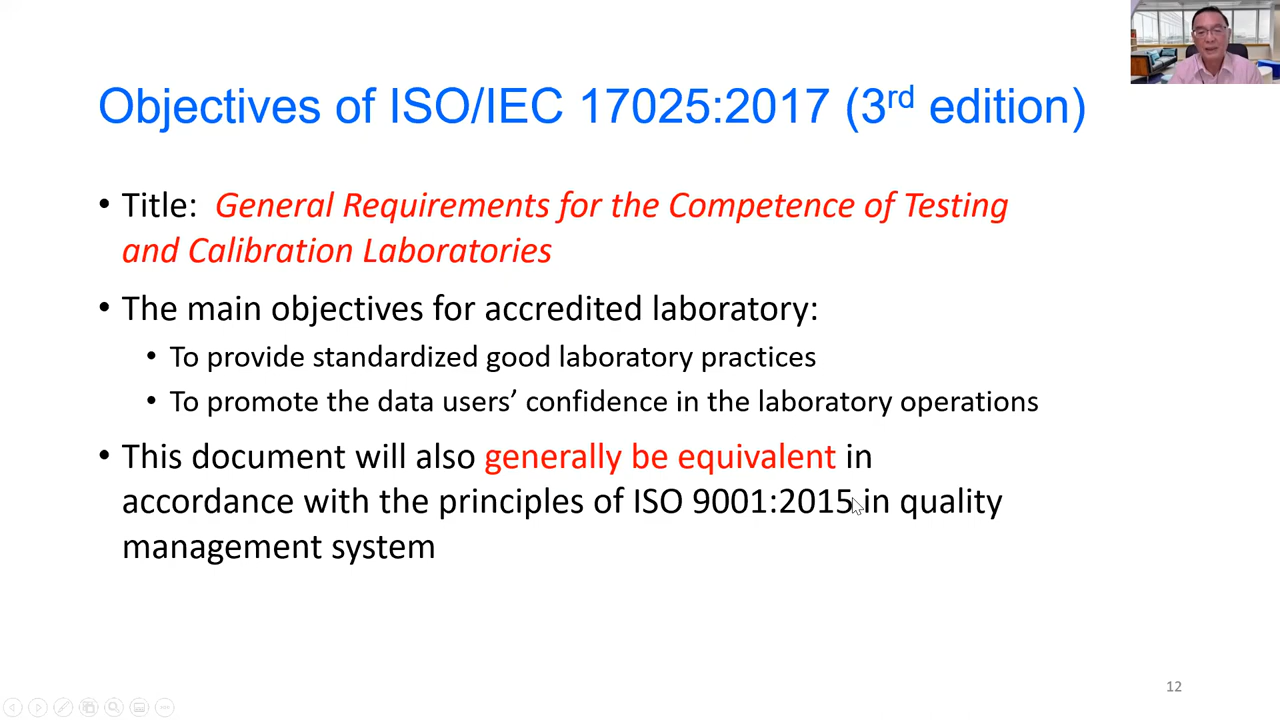 Objectives of ISO/IEC 17025:2017 (3rd edition)
• Title: General Requirements for the Competence of Testing
and Calibration Laboratories
• The main objectives for accredited laboratory:
• To provide standardized good laboratory practices
• To promote the data users’ confidence in the laboratory operations
• This document will also generally be equivalent in
accordance with the principles of ISO 9001:2015 in quality
management system
12